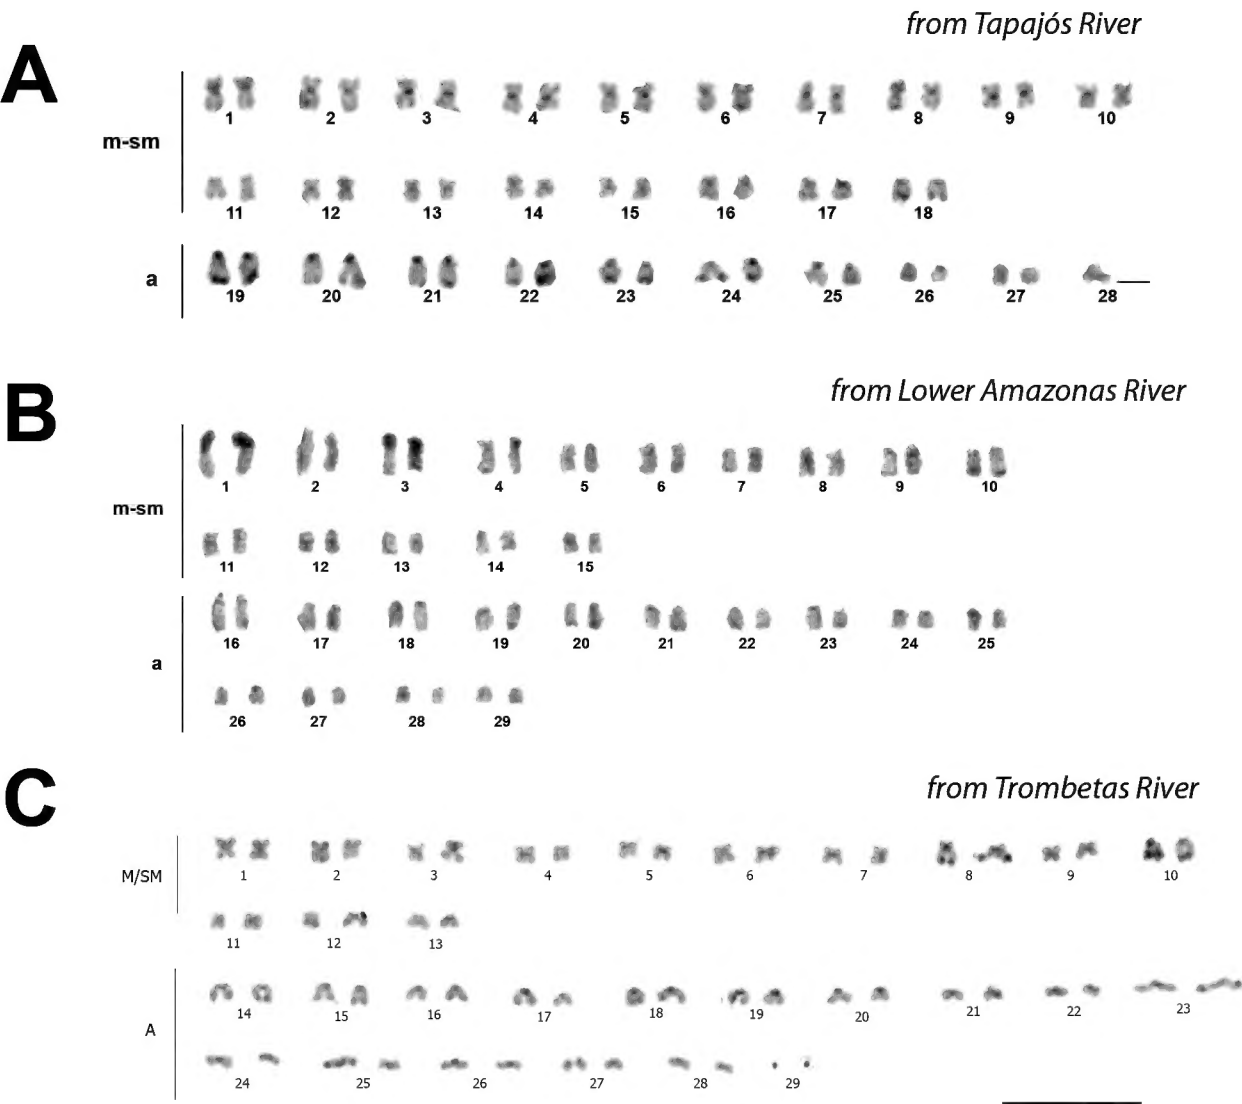 from Tapajós River
A
1 2 3 4 5 6 7 8 9 10
m-sm
11 12 13 14 15 16 17 18
a
19 20 21 22 23 24 25 26 27 28
from Lower Amazonas River
B
1 2 3 4 5 6 7 8 9 10
m-sm
11 12 13 14 15
16 17 18 19 20 21 22 23 24 25
a
26 27 28 29
from Trombetas River
C
1 2 3 4 5 6 7 8 9 10
M/SM
11 12 13
14 15 16 17 18 19 20 21 22 23
A
24 25 26 27 28 29